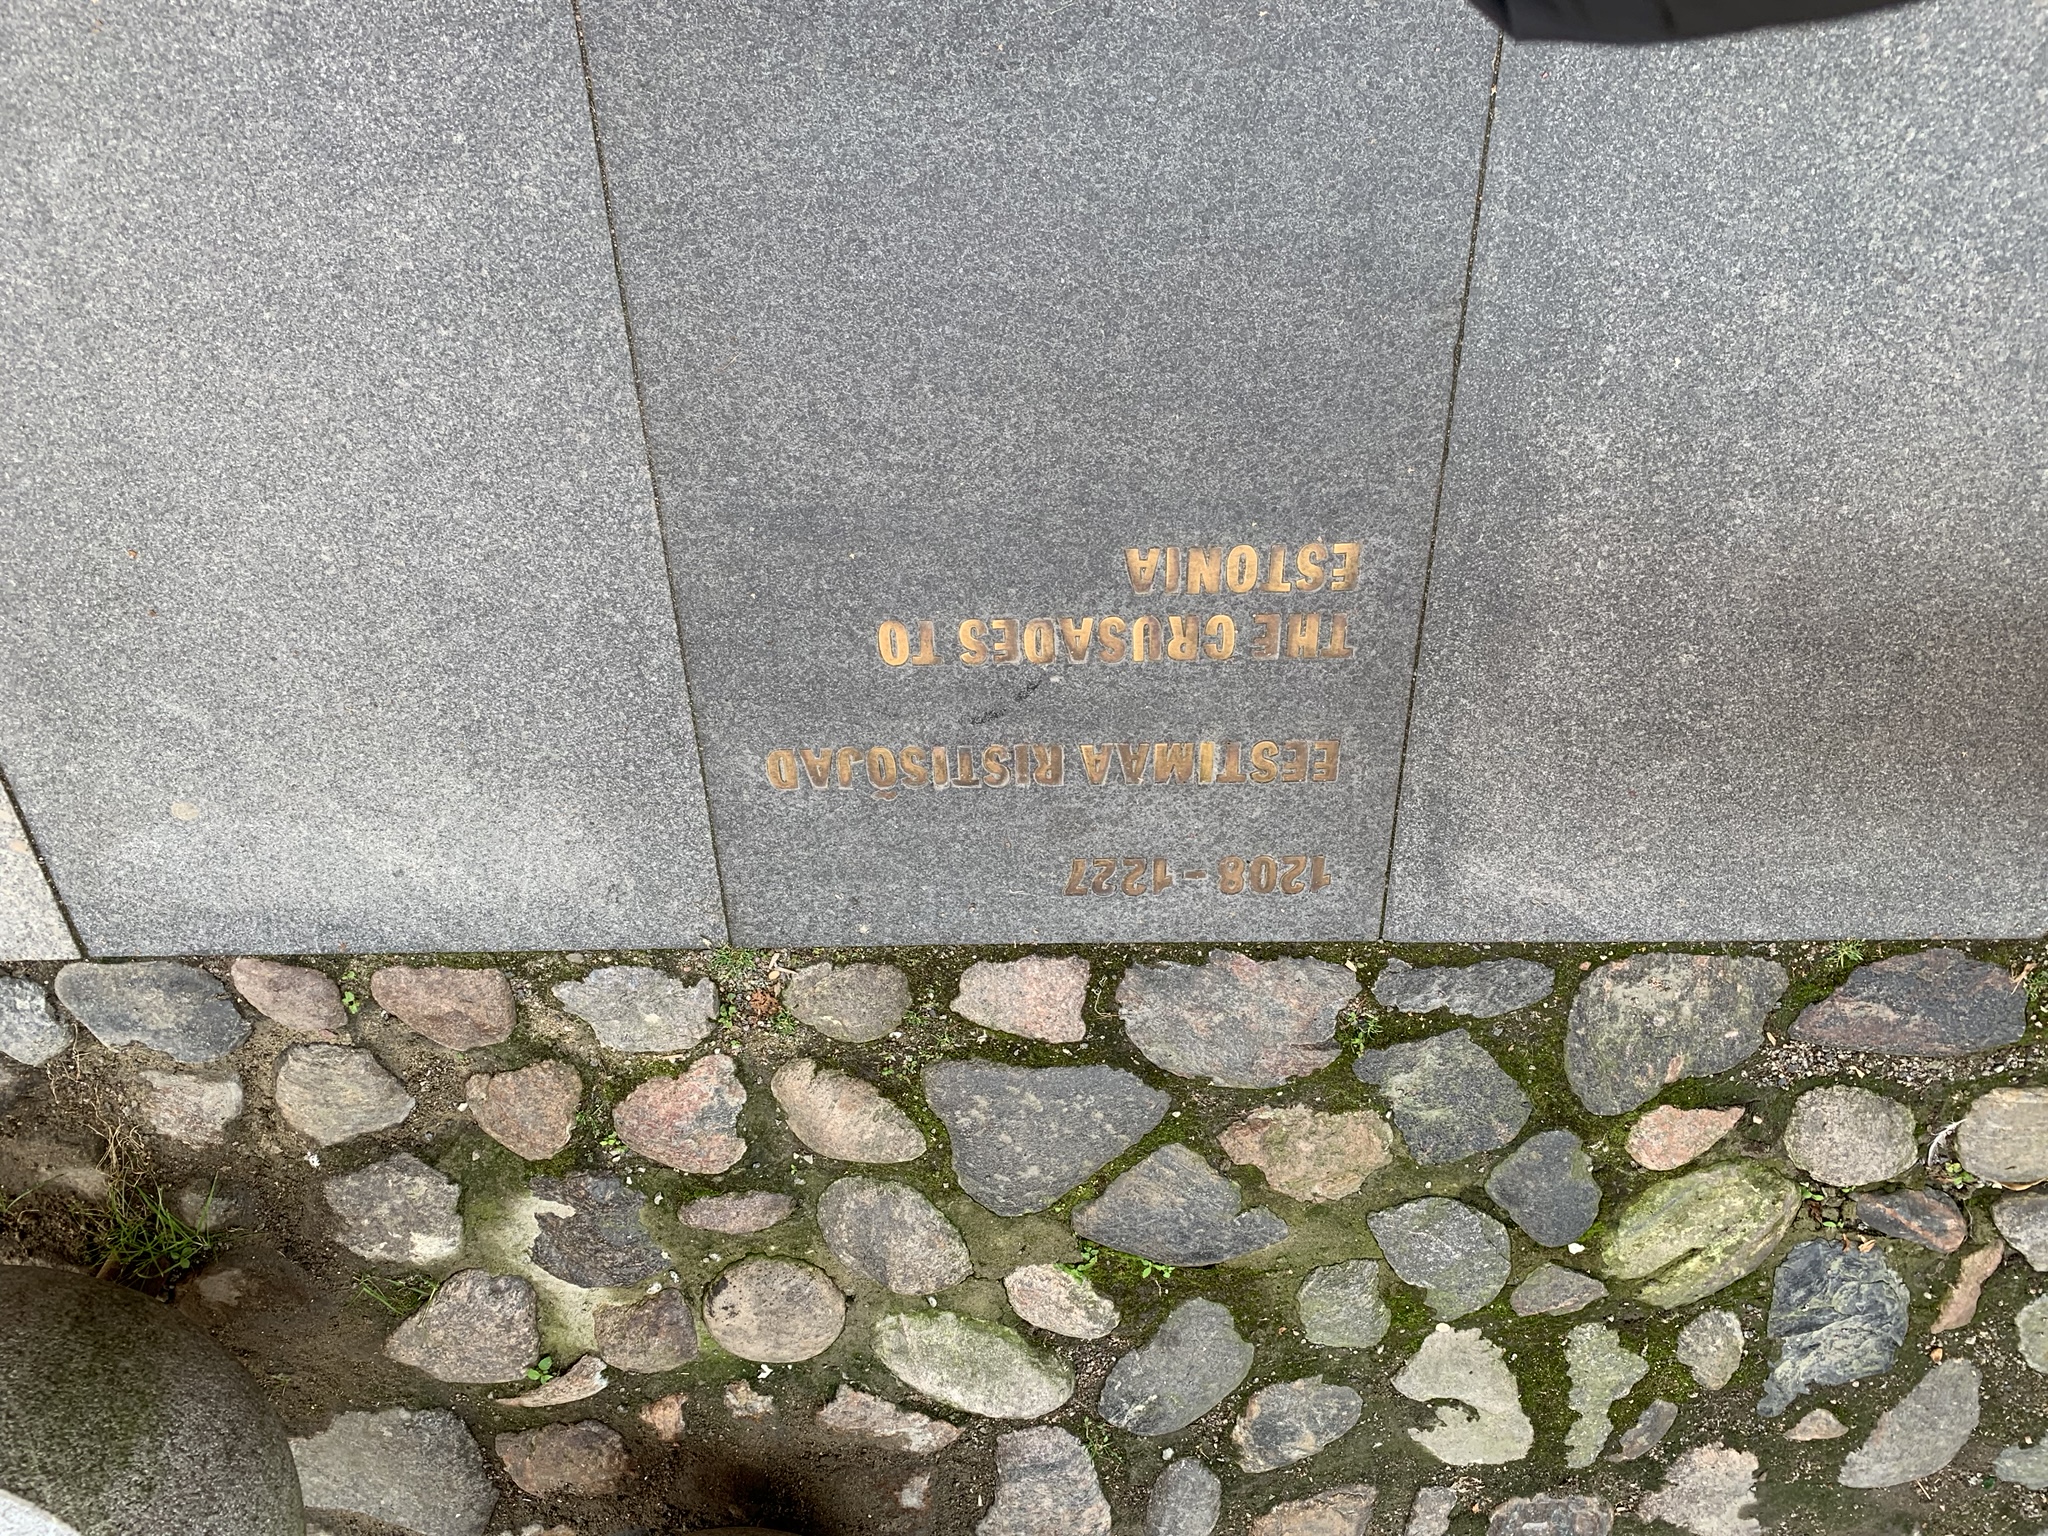 1208 - 1227
EESTIMAA RISTISÕJAD
THE CRUSADES TO
ESTONIA